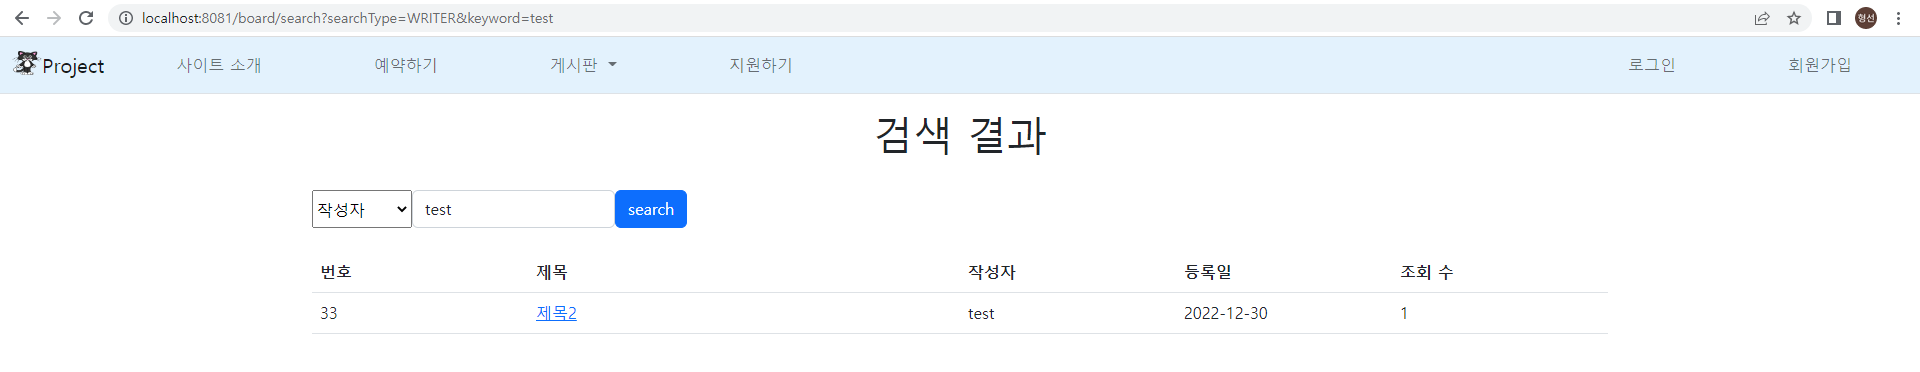 localhost:8081/board/search?searchType=WRITER&keyword=test
형선
Project 사이트 소개 예약하기 게시판 지원하기 로그인 회원가입
검색 결과
작성자 test search
번호 제목 작성자 등록일 조회 수
33 제목2 test 2022-12-30 1